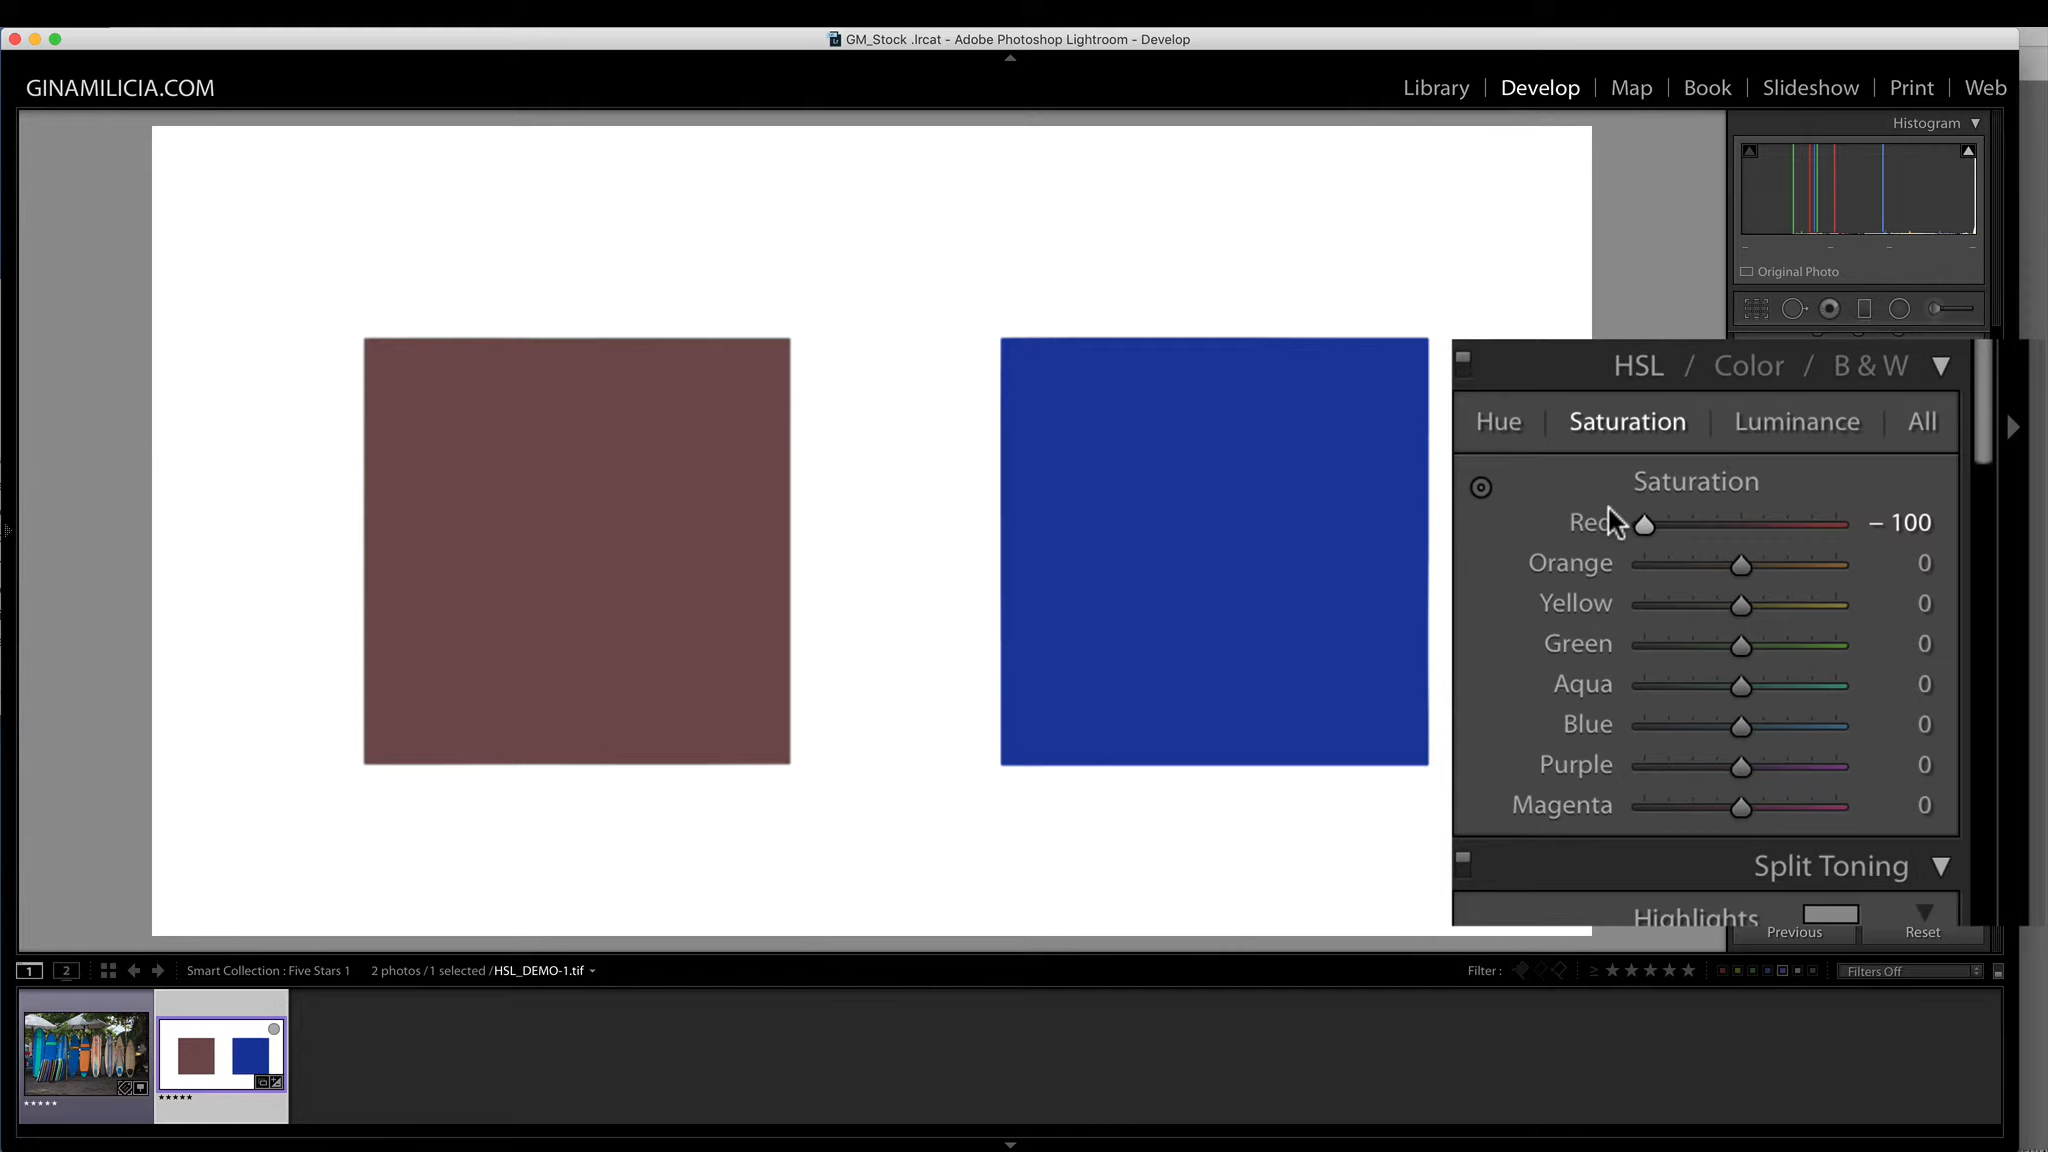 GM_Stock .lrcat - Adobe Photoshop Lightroom - Develop
GINAMILICIA.COM
Library | Develop | Map | Book | Slideshow | Print | Web
Histogram
Original Photo
HSL / Color / B & W
Hue | Saturation | Luminance | All
Saturation
Red – 100
Orange 0
Yellow 0
Green 0
Aqua 0
Blue 0
Purple 0
Magenta 0
Split Toning
Highlights
Previous Reset
1 2 Smart Collection : Five Stars 1 2 photos / 1 selected / HSL_DEMO-1.tif Filter : ≥ ★★★★★ Filters Off
★★★★★ ★★★★★